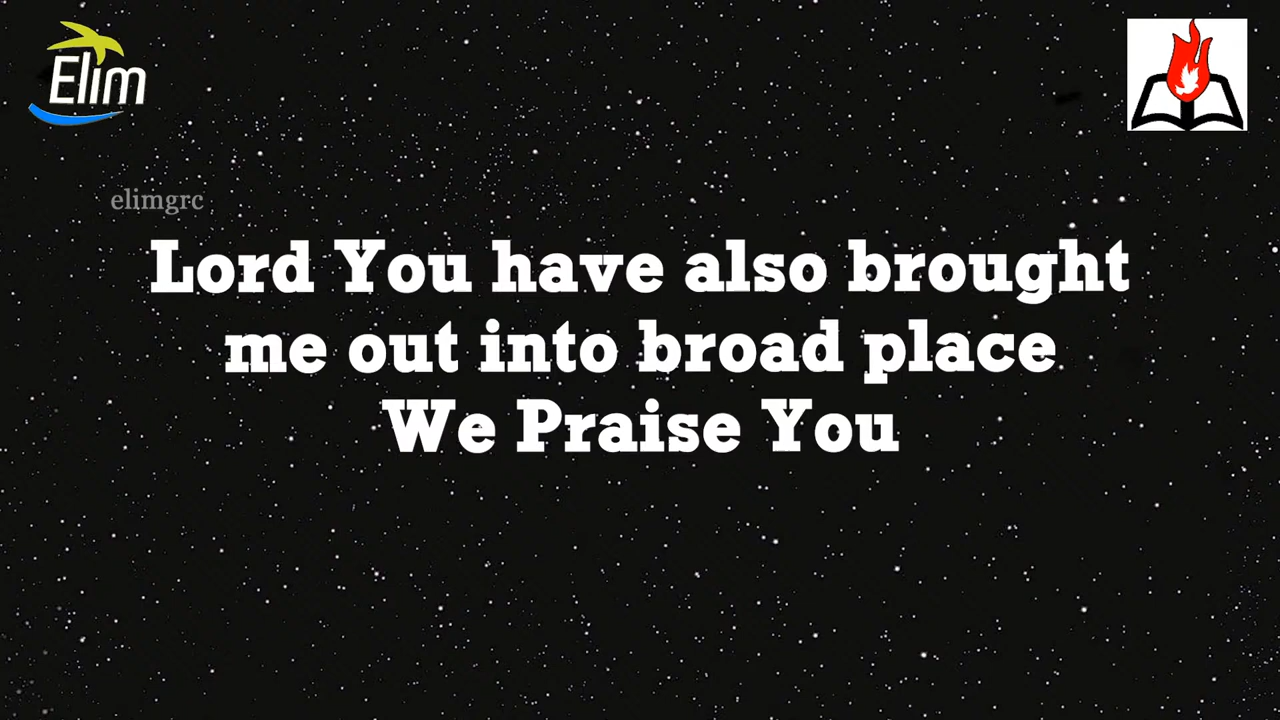 Elim
elimgrc
Lord You have also brought
me out into broad place
We Praise You